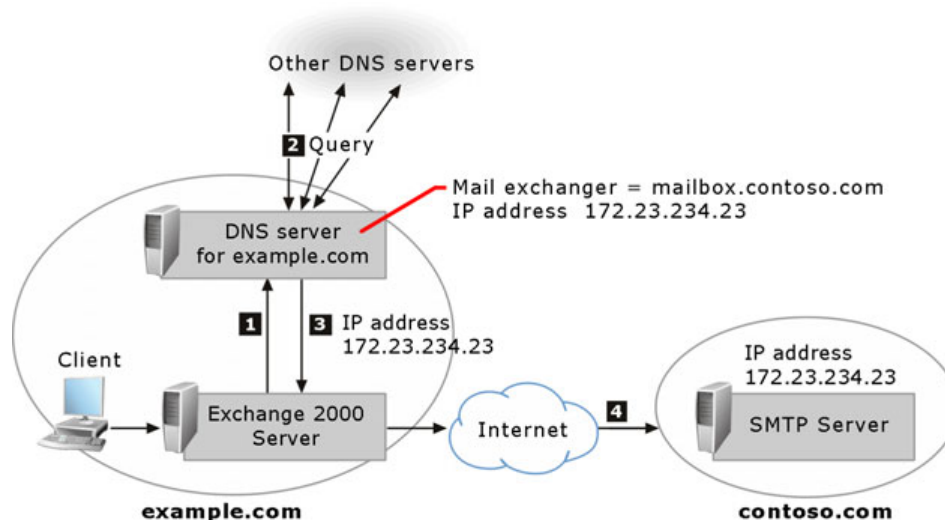 Other DNS servers
2 Query
Mail exchanger = mailbox.contoso.com
IP address 172.23.234.23
DNS server
for example.com
1
3 IP address
172.23.234.23
Client
Exchange 2000
Server
Internet
4
IP address
172.23.234.23
SMTP Server
example.com
contoso.com